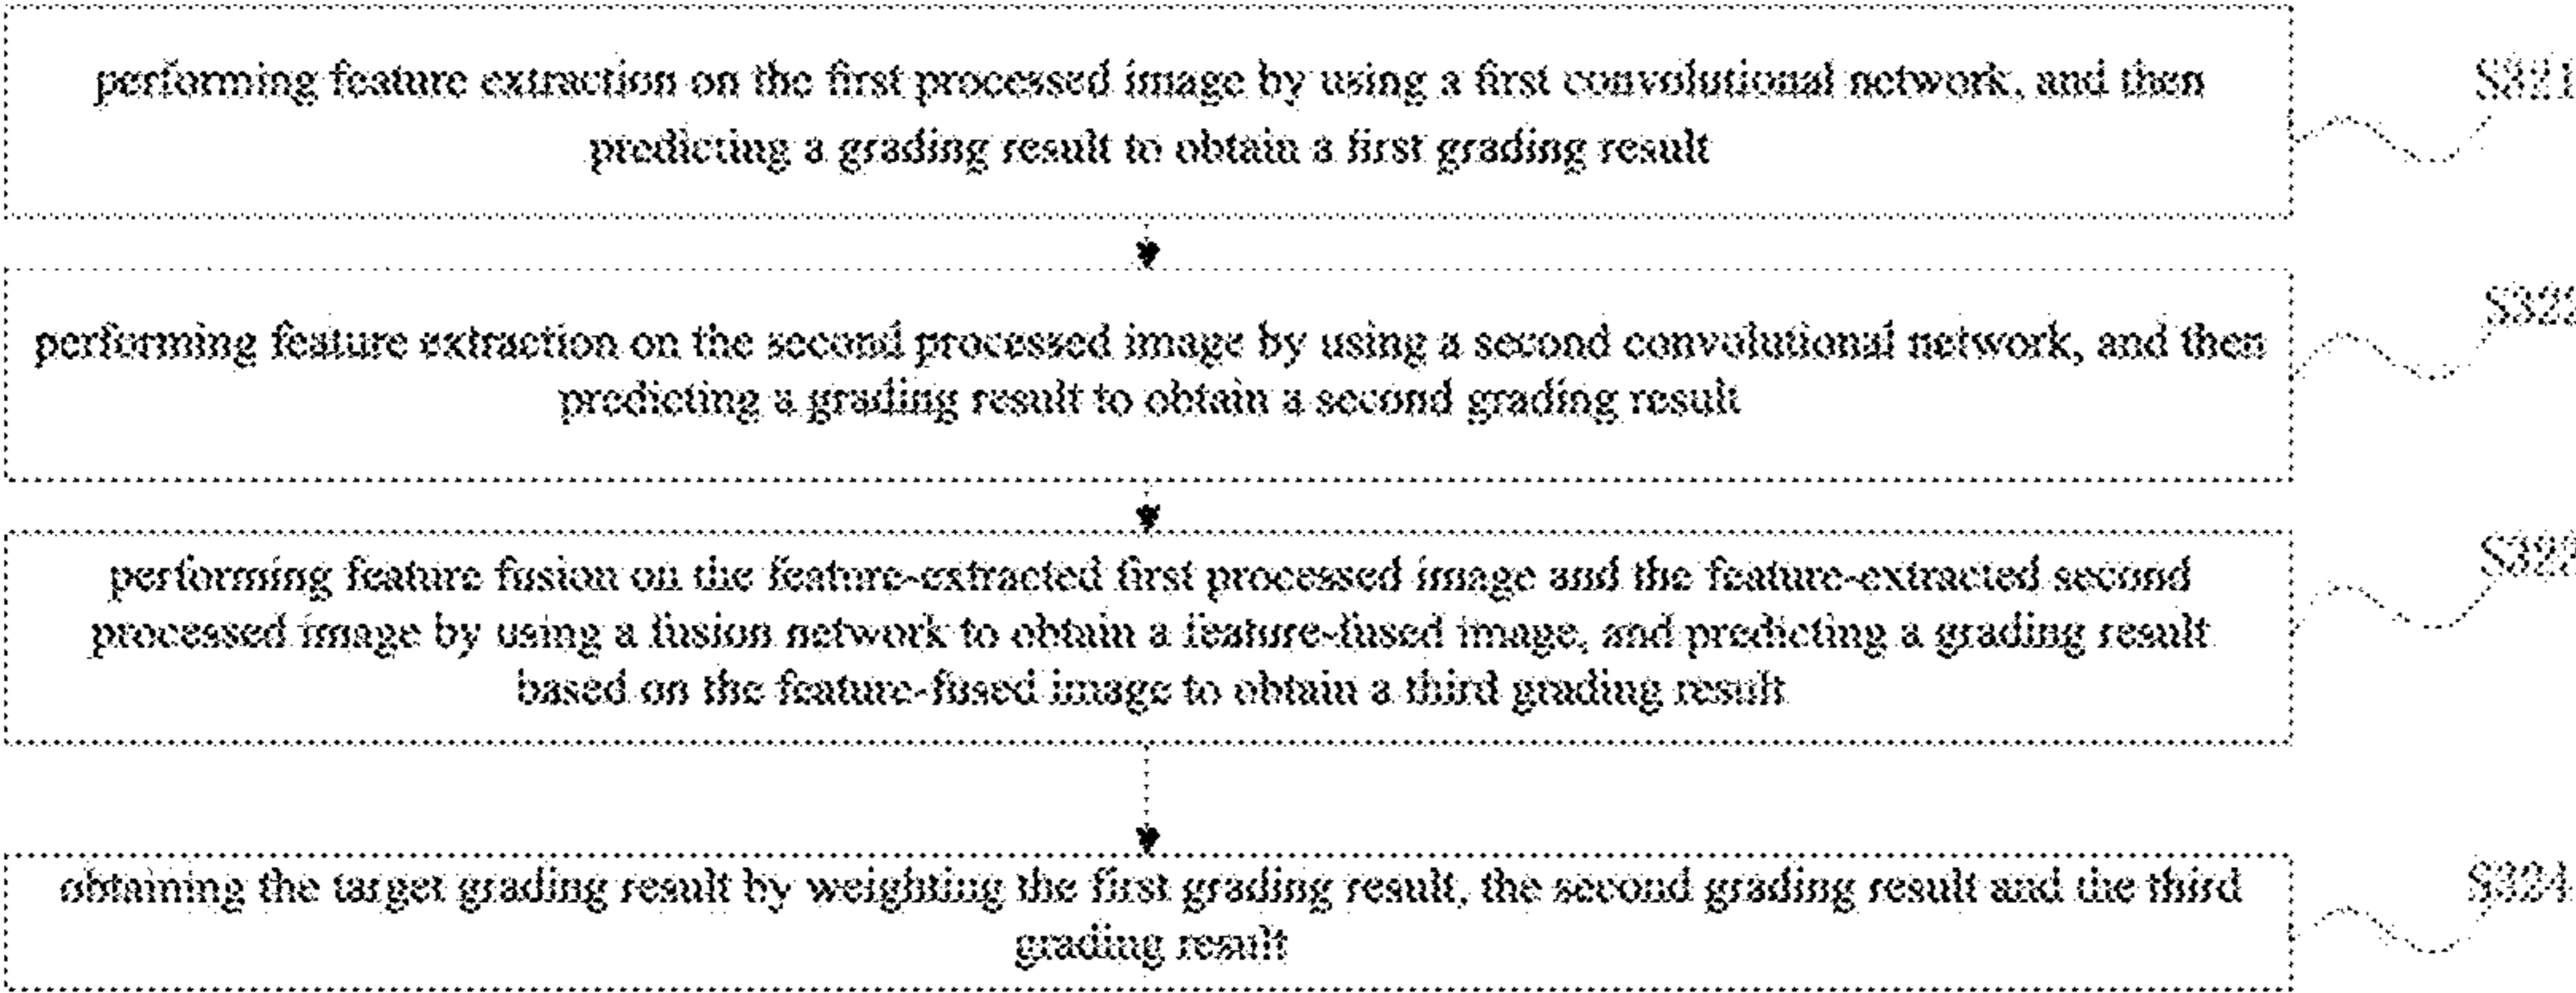 performing feature extraction on the first processed image by using a first convolutional network, and then
predicting a grading result to obtain a first grading result
S321
performing feature extraction on the second processed image by using a second convolutional network, and then
predicting a grading result to obtain a second grading result
performing feature fusion on the feature-extracted first processed image and the feature-extracted second
processed image by using a fusion network to obtain a feature-fused image, and predicting a grading result
based on the feature-fused image to obtain a third grading result
obtaining the target grading result by weighting the first grading result, the second grading result and the third
grading result
S324